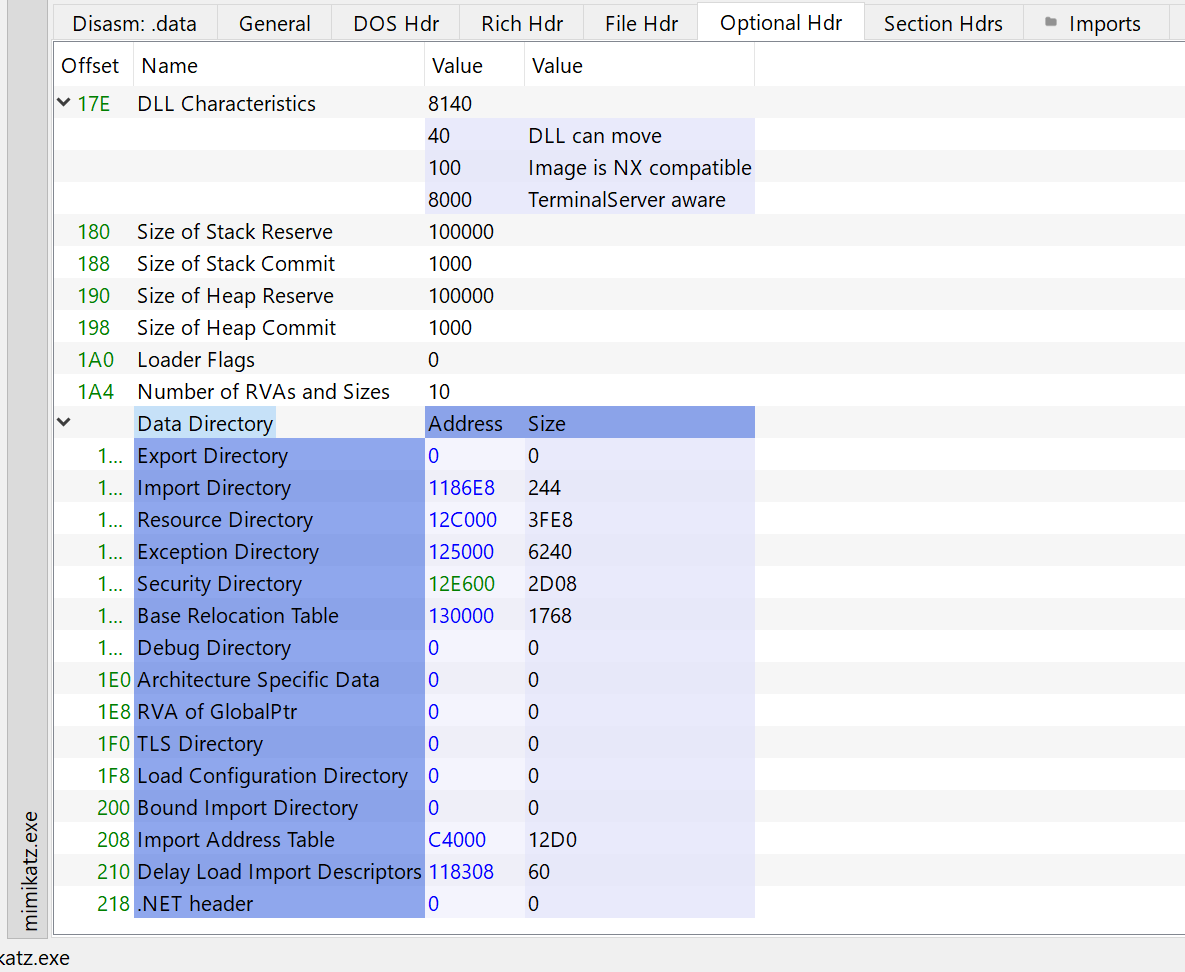 Disasm: .data General DOS Hdr Rich Hdr File Hdr Optional Hdr Section Hdrs Imports
Offset Name Value Value
17E DLL Characteristics 8140
40 DLL can move
100 Image is NX compatible
8000 TerminalServer aware
180 Size of Stack Reserve 100000
188 Size of Stack Commit 1000
190 Size of Heap Reserve 100000
198 Size of Heap Commit 1000
1A0 Loader Flags 0
1A4 Number of RVAs and Sizes 10
Data Directory Address Size
1... Export Directory 0 0
1... Import Directory 1186E8 244
1... Resource Directory 12C000 3FE8
1... Exception Directory 125000 6240
1... Security Directory 12E600 2D08
1... Base Relocation Table 130000 1768
1... Debug Directory 0 0
1E0 Architecture Specific Data 0 0
1E8 RVA of GlobalPtr 0 0
1F0 TLS Directory 0 0
1F8 Load Configuration Directory 0 0
200 Bound Import Directory 0 0
208 Import Address Table C4000 12D0
210 Delay Load Import Descriptors 118308 60
218 .NET header 0 0
mimikatz.exe
katz.exe